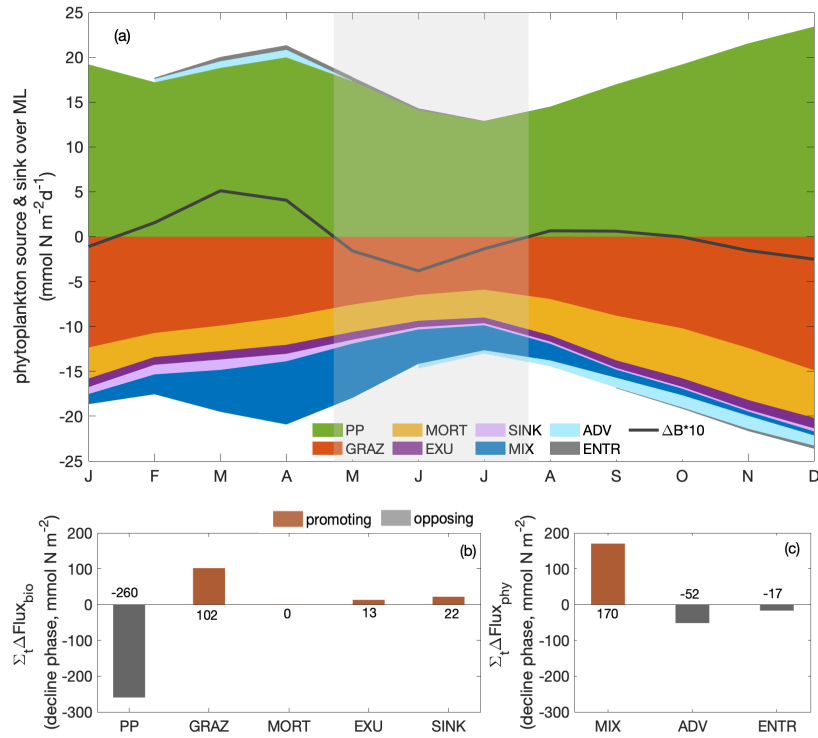 (a)
phytoplankton source & sink over ML
(mmol N m⁻²d⁻¹)
25
20
15
10
5
0
-5
-10
-15
-20
-25
PP
MORT
SINK
ADV
ΔB*10
GRAZ
EXU
MIX
ENTR
J F M A M J J A S O N D
promoting
opposing
(b)
Σₜ ΔFlux_bio
(decline phase, mmol N m⁻²)
200
100
0
-100
-200
-300
-260
102
0
13
22
PP GRAZ MORT EXU SINK
(c)
Σₜ ΔFlux_phy
(decline phase, mmol N m⁻²)
200
100
0
-100
-200
-300
170
-52
-17
MIX ADV ENTR